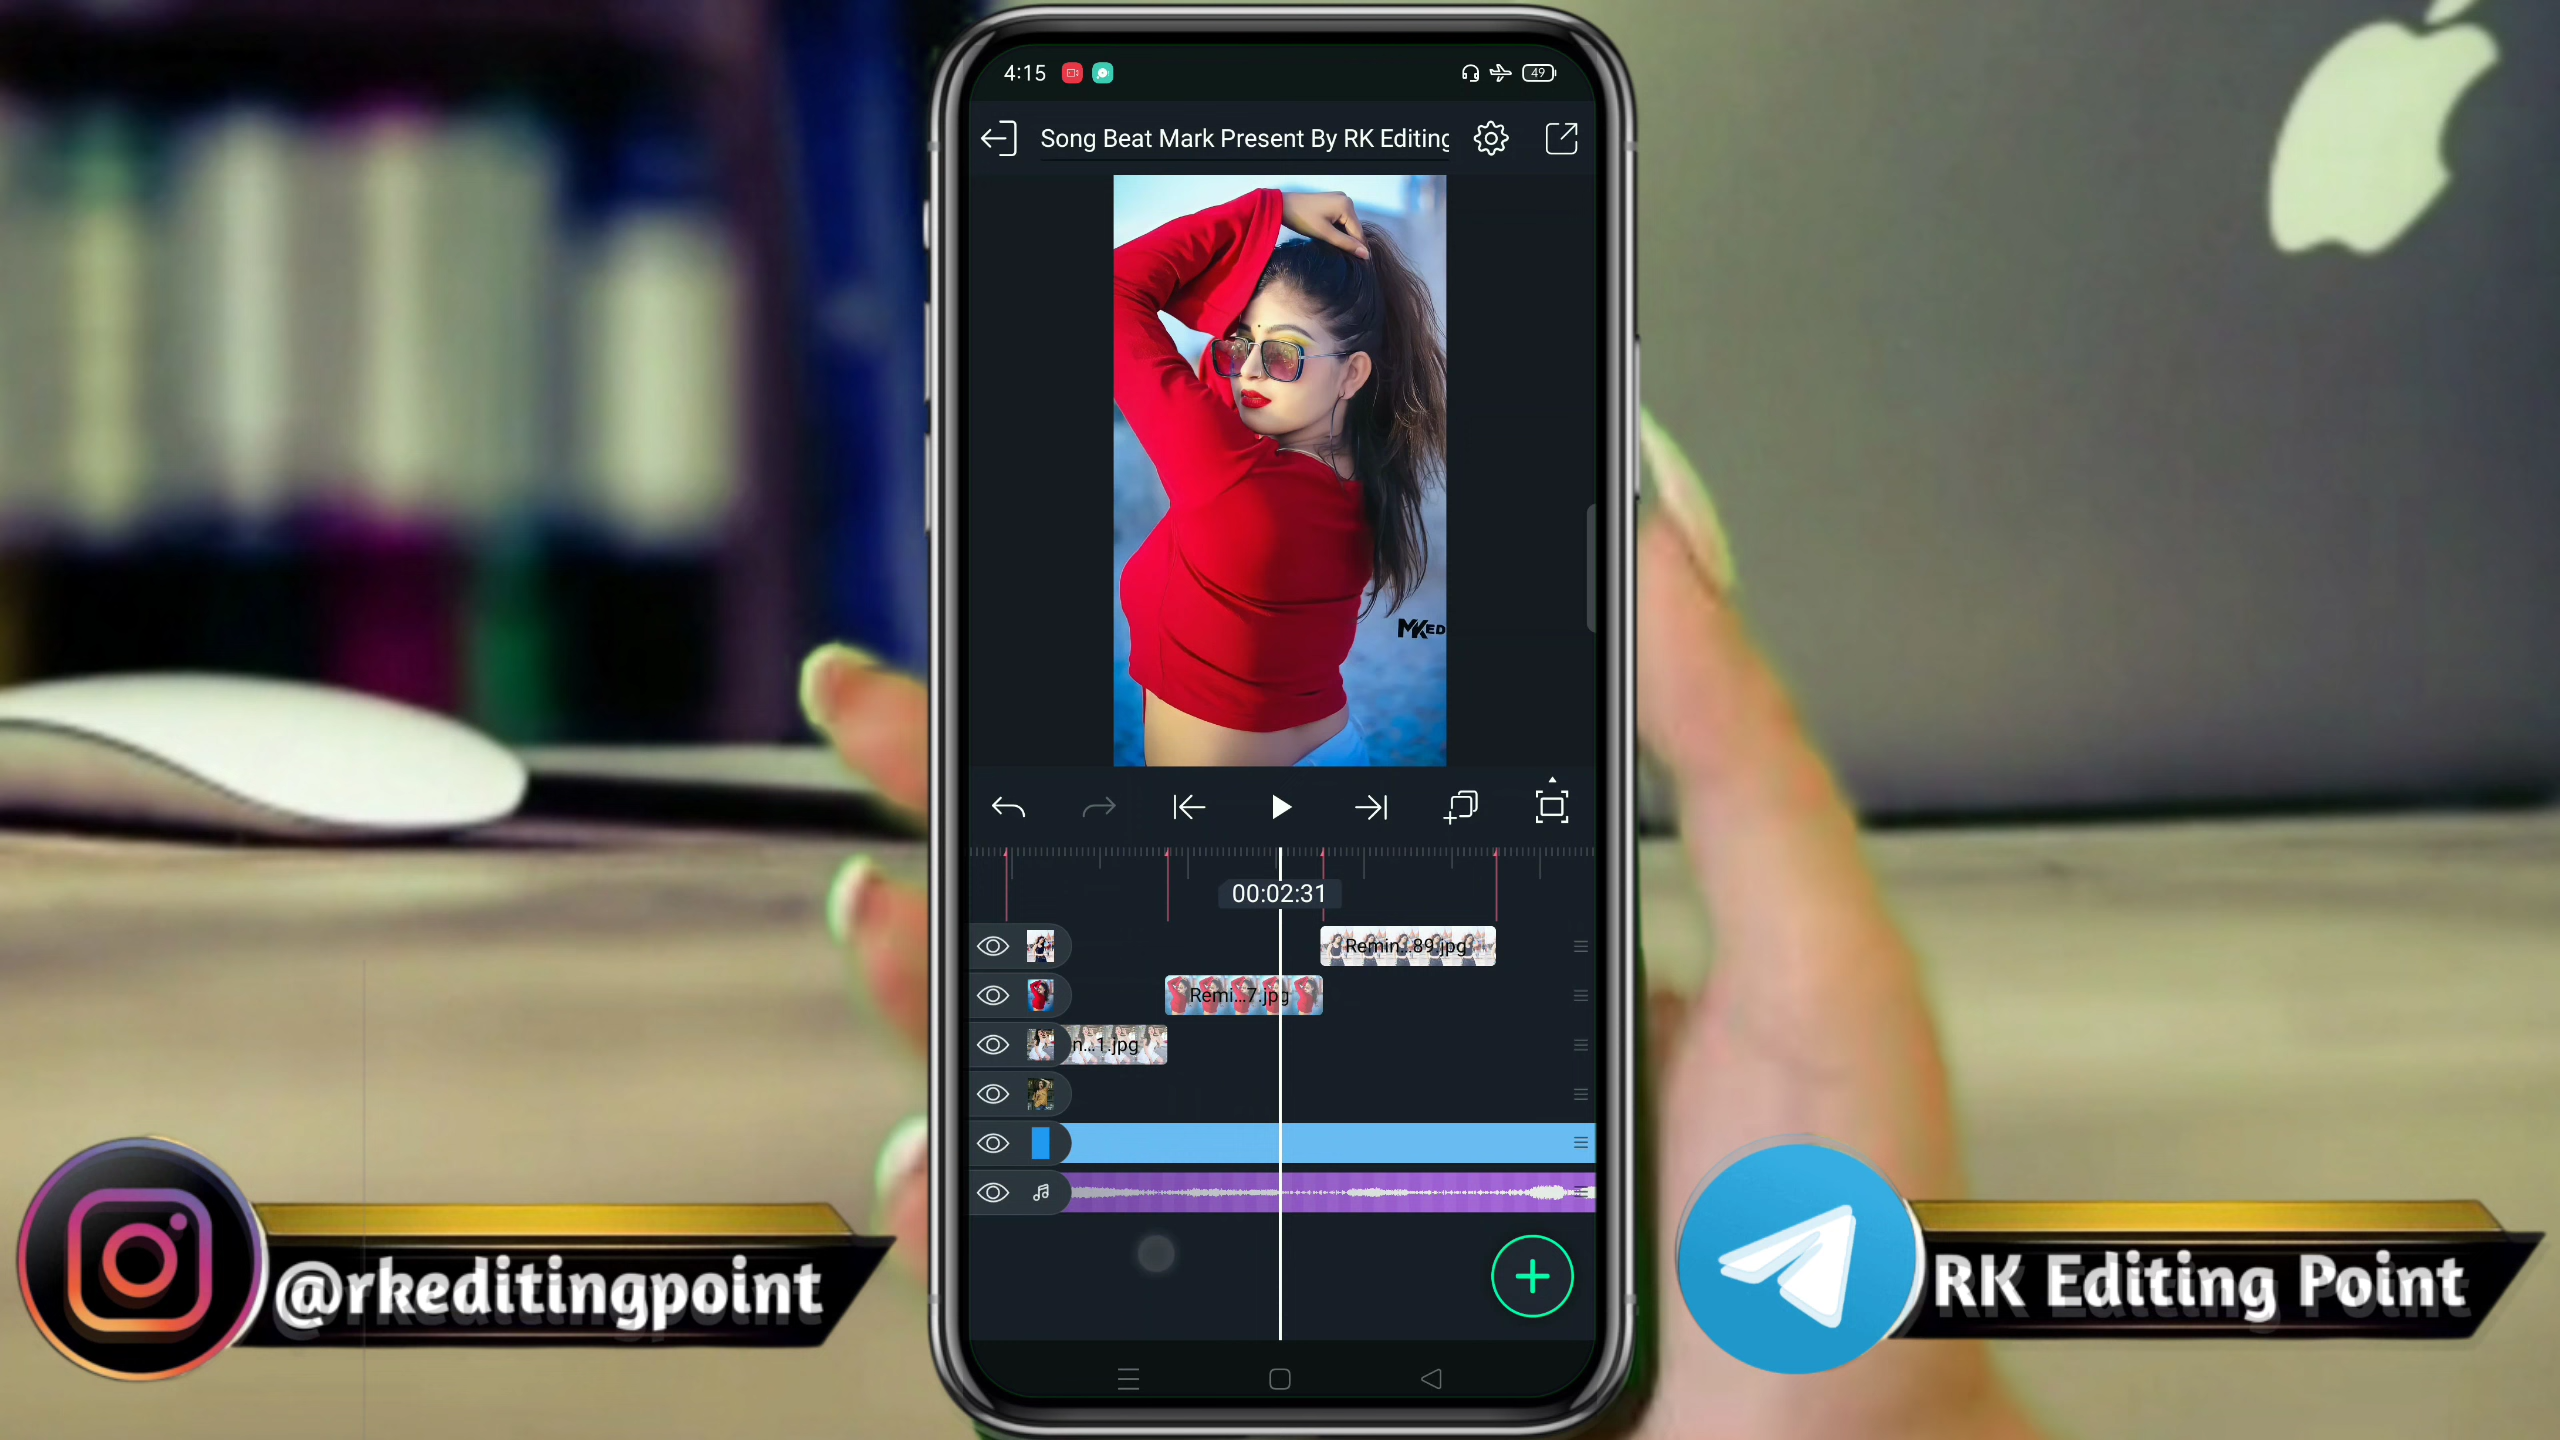 4:15
49
Song Beat Mark Present By RK Editing
MKED
00:02:31
Remin...89.jpg
Remi...7.jpg
n...1.jpg
@rkeditingpoint
RK Editing Point